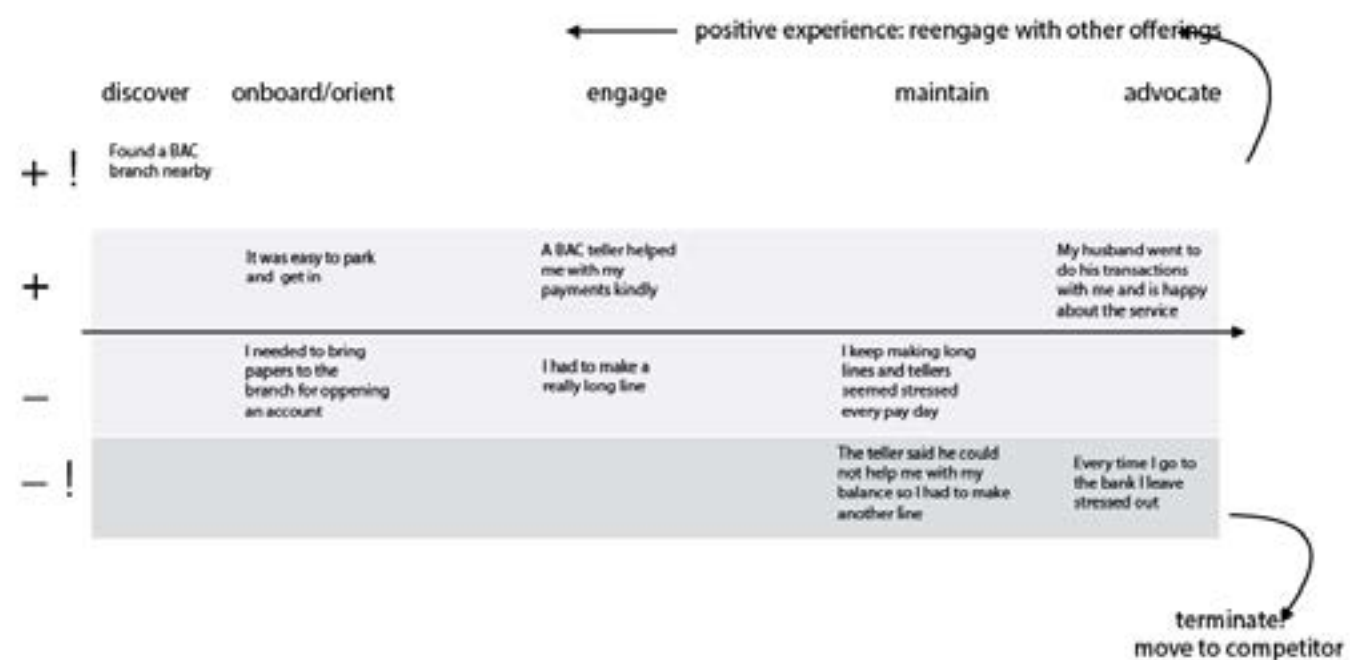 positive experience: reengage with other offerings
discover onboard/orient engage maintain advocate
+ !
Found a BAC
branch nearby
+
It was easy to park
and get in
A BAC teller helped
me with my
payments kindly
My husband went to
do his transactions
with me and is happy
about the service
–
I needed to bring
papers to the
branch for oppening
an account
I had to make a
really long line
I keep making long
lines and tellers
seemed stressed
every pay day
– !
The teller said he could
not help me with my
balance so I had to make
another line
Every time I go to
the bank I leave
stressed out
terminate:
move to competitor